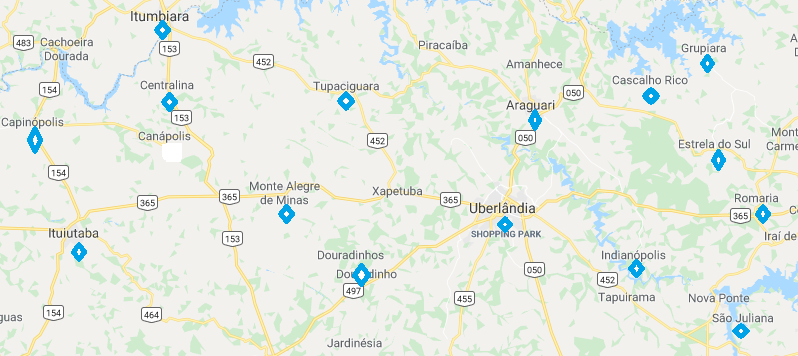 Itumbiara
483
Cachoeira
Dourada
153
452
Piracaíba
Grupiara
Amanhece
Cascalho Rico
154
Centralina
Tupaciguara
050
Araguari
Capinópolis
153
Canápolis
452
050
Estrela do Sul
Mont
Carme
154
Monte Alegre
de Minas
Xapetuba
365
365
365
Romaria
365
Uberlândia
SHOPPING PARK
Ituiutaba
153
Iraí de
Douradinhos
Douradinho
Indianópolis
050
452
497
455
Tapuirama
Nova Ponte
154
464
São Juliana
guas
Jardinésia